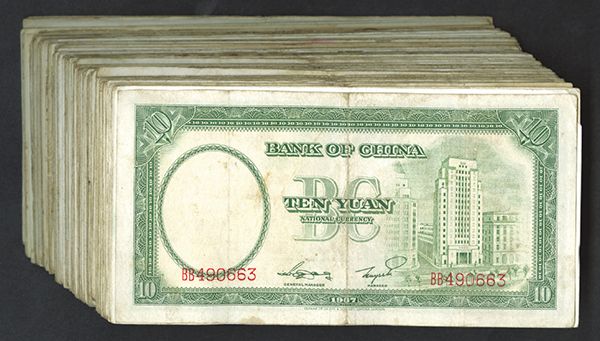 10 10
BANK OF CHINA
BC
TEN YUAN
NATIONAL CURRENCY
BB490663 BB490663
GENERAL MANAGER MANAGER
10 1937 10